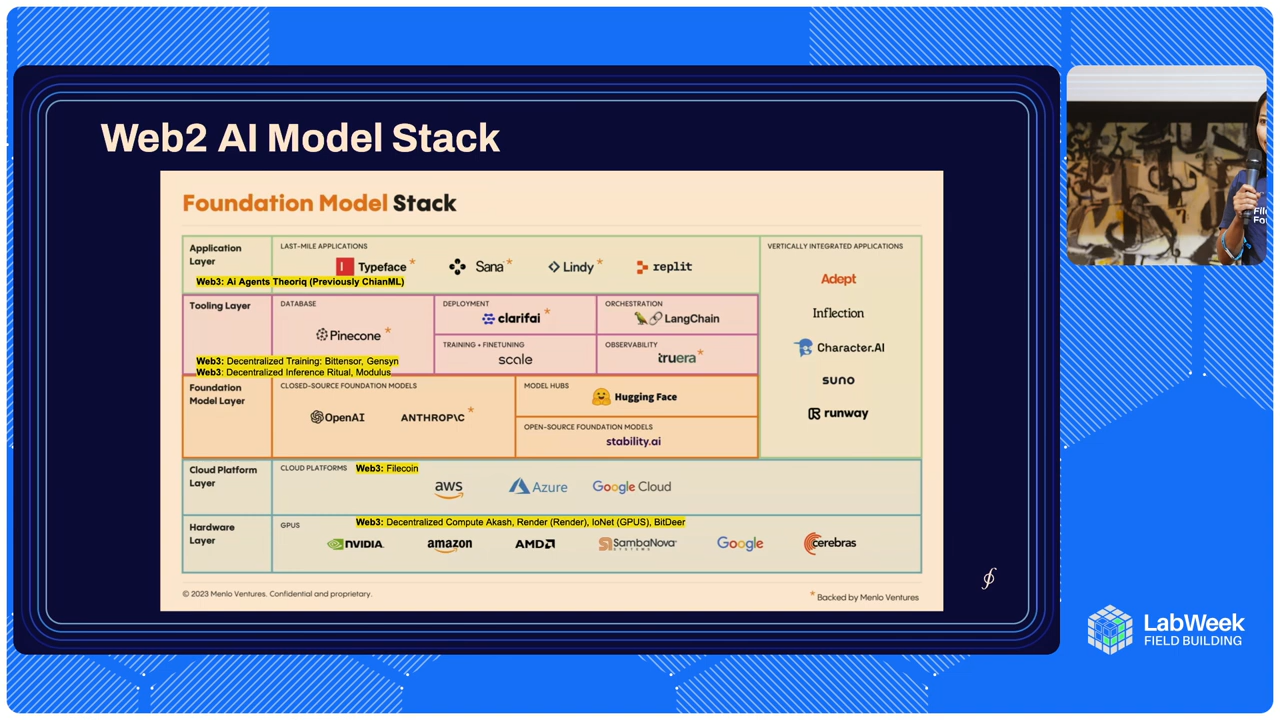 Web2 AI Model Stack
Foundation Model Stack
Application
Layer
LAST-MILE APPLICATIONS
Typeface*
Sana*
Lindy*
replit
Web3: Ai Agents Theoriq (Previously ChianML)
VERTICALLY INTEGRATED APPLICATIONS
Adept
Inflection
Character.AI
suno
runway
Tooling Layer
DATABASE
Pinecone*
DEPLOYMENT
clarifai*
ORCHESTRATION
LangChain
TRAINING + FINETUNING
scale
OBSERVABILITY
truera*
Web3: Decentralized Training: Bittensor, Gensyn
Web3: Decentralized Inference Ritual, Modulus
Foundation
Model Layer
CLOSED-SOURCE FOUNDATION MODELS
OpenAI
ANTHROP\C*
MODEL HUBS
Hugging Face
OPEN-SOURCE FOUNDATION MODELS
stability.ai
Cloud Platform
Layer
CLOUD PLATFORMS
Web3: Filecoin
aws
Azure
Google Cloud
Hardware
Layer
GPUS
Web3: Decentralized Compute Akash, Render (Render), IoNet (GPUS), BitDeer
NVIDIA
amazon
AMD
SambaNova
SYSTEMS
Google
cerebras
© 2023 Menlo Ventures. Confidential and proprietary.
* Backed by Menlo Ventures
LabWeek
FIELD BUILDING